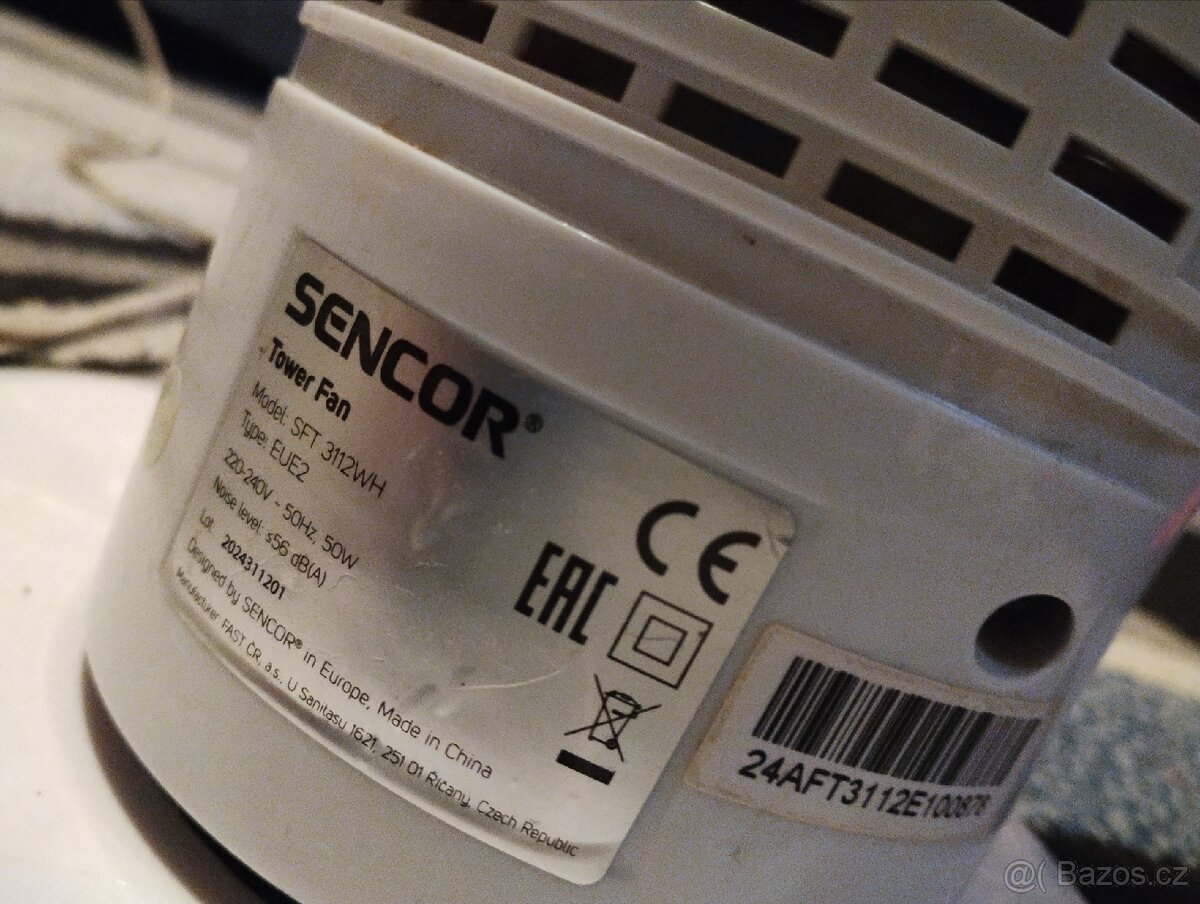 SENCOR®
Tower Fan
Model: SFT 3112WH
Type: EUE2
220-240V ~ 50Hz, 50W
Noise level: ≤56 dB(A)
Lot: 2024311201
Designed by SENCOR® in Europe, Made in China
Manufacturer: FAST ČR, a.s., U Sanitasu 1621, 251 01 Říčany, Czech Republic
CE
EAC
24AFT3112E100878
@( Bazos.cz